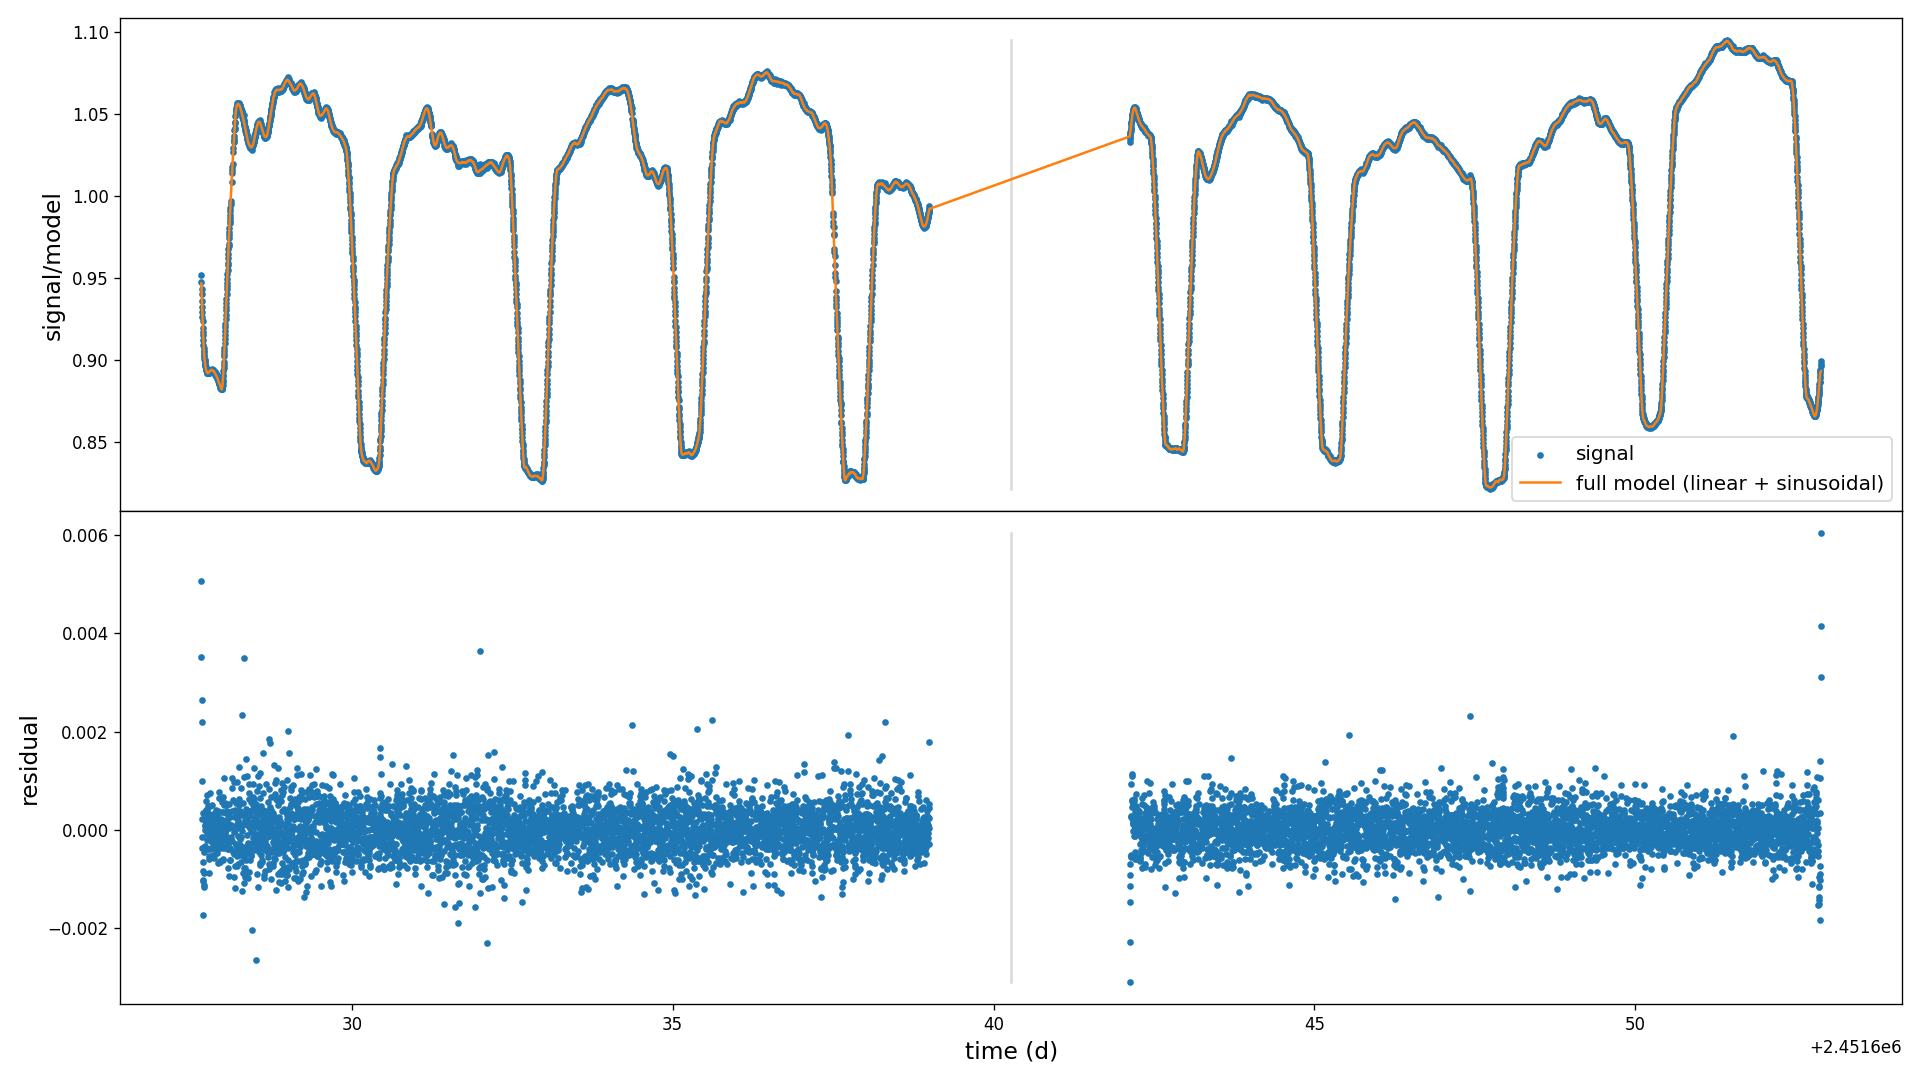 1.10
1.05
1.00
0.95
0.90
0.85
signal/model
signal
full model (linear + sinusoidal)
0.006
0.004
0.002
0.000
−0.002
residual
30 35 40 45 50
time (d)
+2.4516e6